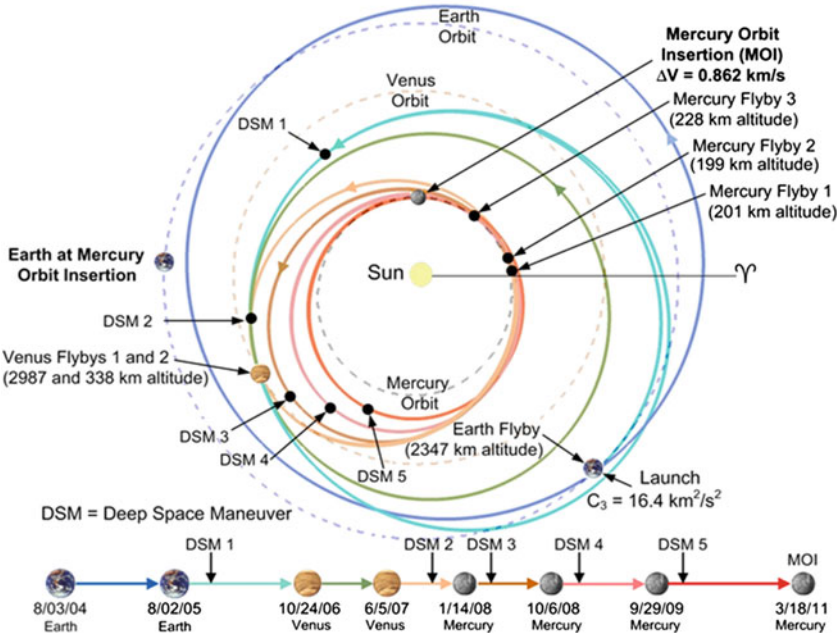 Earth
Orbit
Mercury Orbit
Insertion (MOI)
ΔV = 0.862 km/s
Venus
Orbit
Mercury Flyby 3
(228 km altitude)
DSM 1
Mercury Flyby 2
(199 km altitude)
Mercury Flyby 1
(201 km altitude)
Earth at Mercury
Orbit Insertion
Sun
♈
DSM 2
Venus Flybys 1 and 2
(2987 and 338 km altitude)
Mercury
Orbit
DSM 3
DSM 4
DSM 5
Earth Flyby
(2347 km altitude)
Launch
C₃ = 16.4 km²/s²
DSM = Deep Space Maneuver
DSM 1
DSM 2
DSM 3
DSM 4
DSM 5
MOI
8/03/04
Earth
8/02/05
Earth
10/24/06
Venus
6/5/07
Venus
1/14/08
Mercury
10/6/08
Mercury
9/29/09
Mercury
3/18/11
Mercury